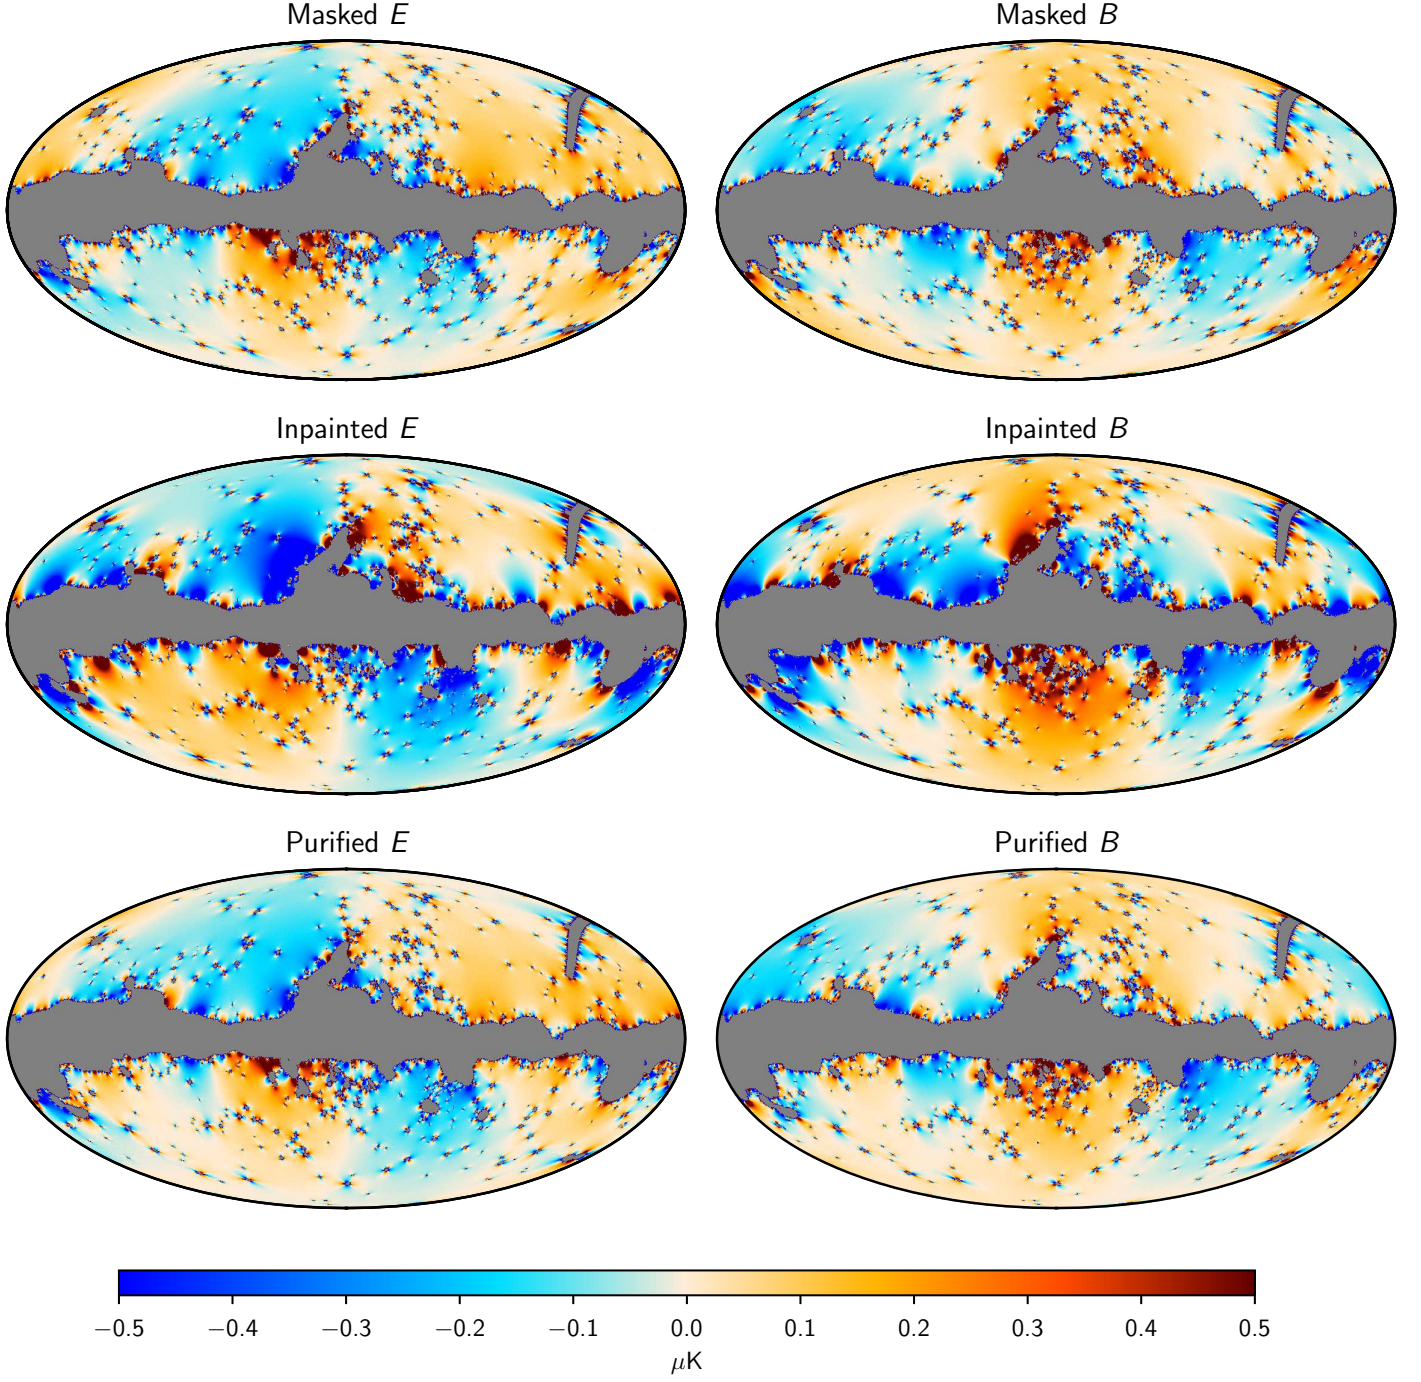 Masked E
Masked B
Inpainted E
Inpainted B
Purified E
Purified B
−0.5 −0.4 −0.3 −0.2 −0.1 0.0 0.1 0.2 0.3 0.4 0.5
μK